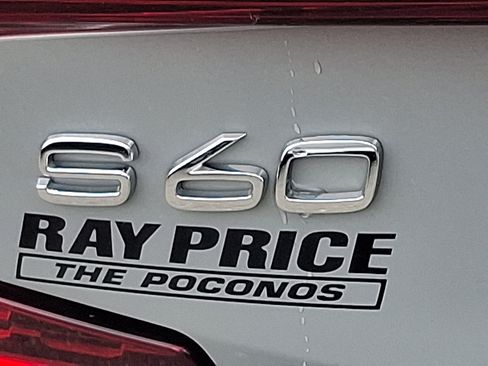 S60
RAY PRICE
THE POCONOS